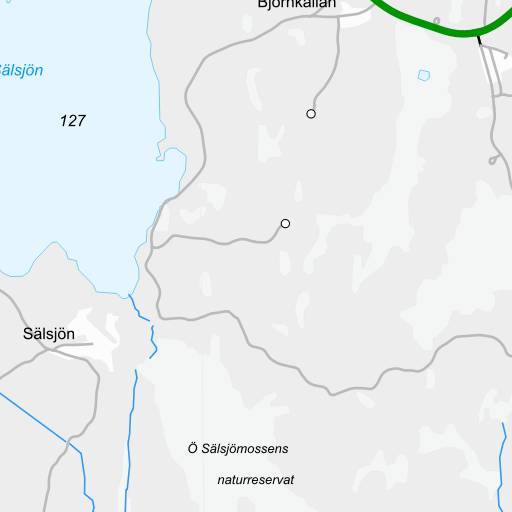 Björnkällan
Sälsjön
127
Sälsjön
Ö Sälsjömossens
naturreservat